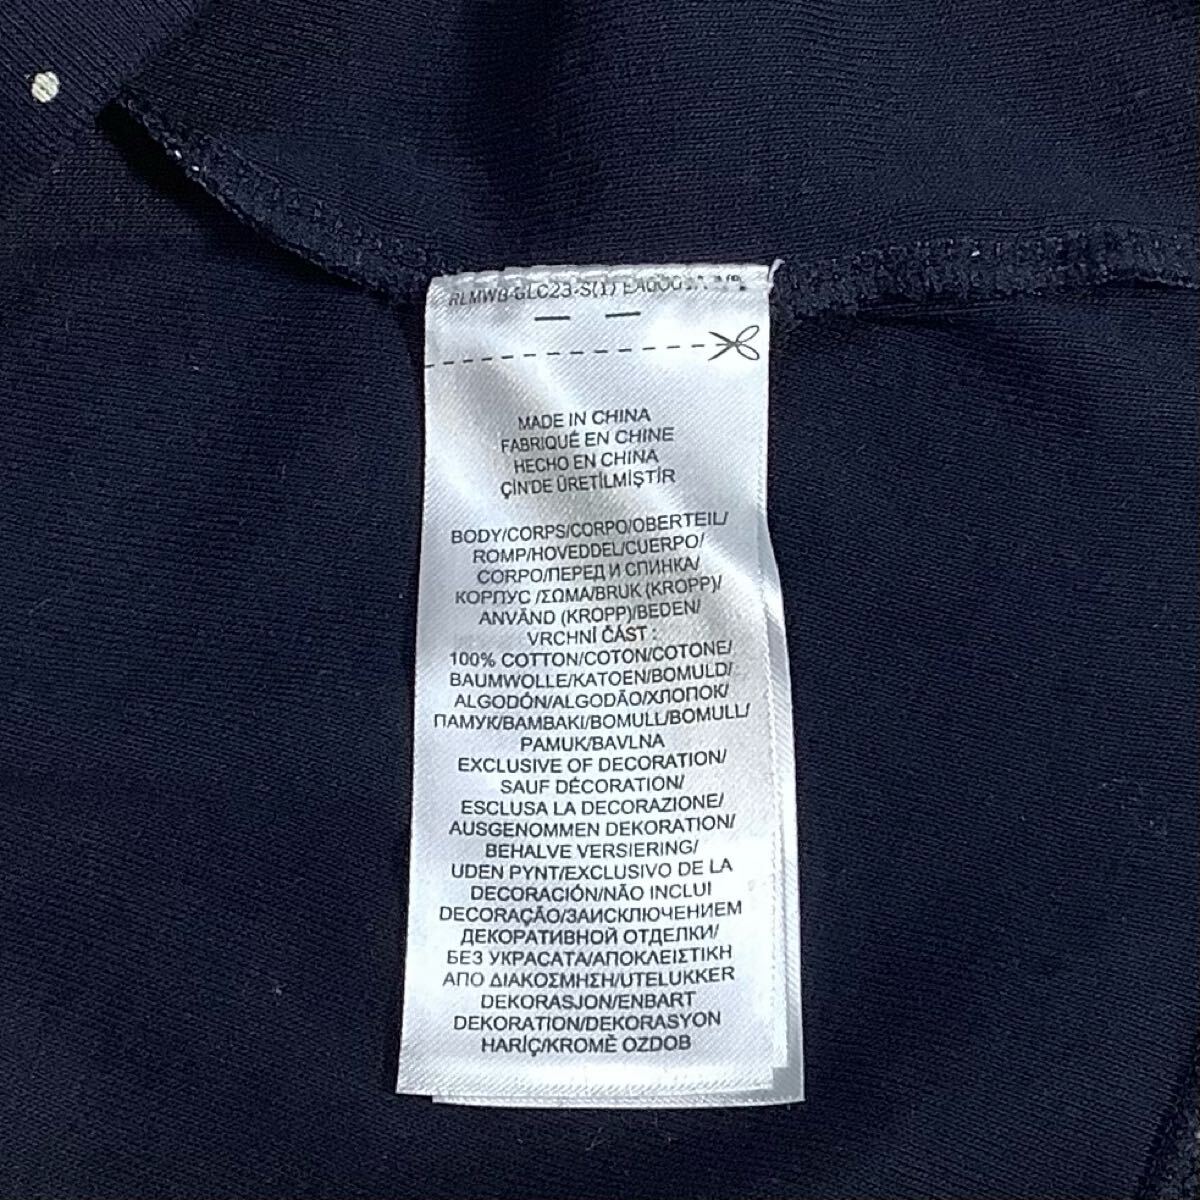 RLMWB-GLC23-S(1)
MADE IN CHINA
FABRIQUÉ EN CHINE
HECHO EN CHINA
ÇİN'DE ÜRETİLMİŞTİR
BODY/CORPS/CORPO/OBERTEIL/
ROMP/HOVEDDEL/CUERPO/
CORPO/ПЕРЕД И СПИНКА/
КОРПУС /ΣΩΜΑ/BRUK (KROPP)/
ANVÄND (KROPP)/BEDEN/
VRCHNÍ ČÁST :
100% COTTON/COTON/COTONE/
BAUMWOLLE/KATOEN/BOMULD/
ALGODÓN/ALGODÃO/ХЛОПОК/
ПАМУК/ΒΑΜΒΑΚΙ/BOMULL/BOMULL/
PAMUK/BAVLNA
EXCLUSIVE OF DECORATION/
SAUF DÉCORATION/
ESCLUSA LA DECORAZIONE/
AUSGENOMMEN DEKORATION/
BEHALVE VERSIERING/
UDEN PYNT/EXCLUSIVO DE LA
DECORACIÓN/NÃO INCLUI
DECORAÇÃO/ЗАИСКЛЮЧЕНИЕМ
ДЕКОРАТИВНОЙ ОТДЕЛКИ/
БЕЗ УКРАСАТА/ΑΠΟΚΛΕΙΣΤΙΚΗ
ΑΠΟ ΔΙΑΚΟΣΜΗΣΗ/UTELUKKER
DEKORASJON/ENBART
DEKORATION/DEKORASYON
HARİÇ/KROMĚ OZDOB